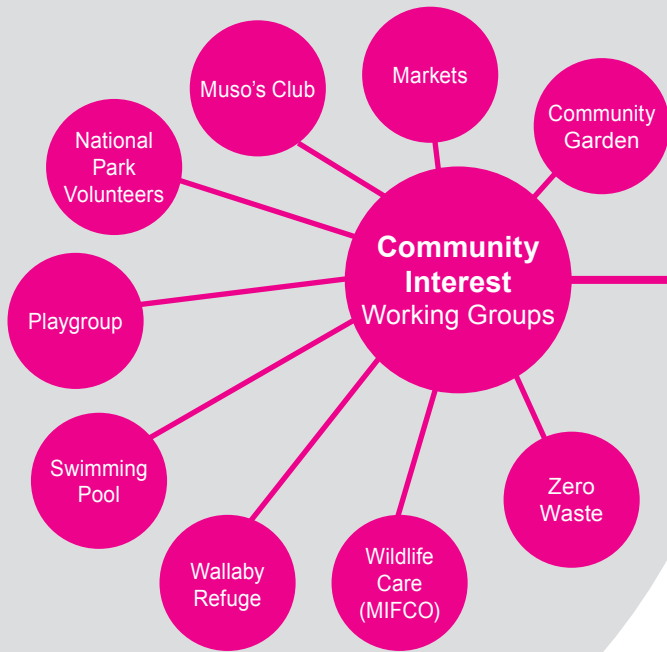 Muso's Club
Markets
Community
Garden
National
Park
Volunteers
Community
Interest
Working Groups
Playgroup
Swimming
Pool
Wallaby
Refuge
Wildlife
Care
(MIFCO)
Zero
Waste